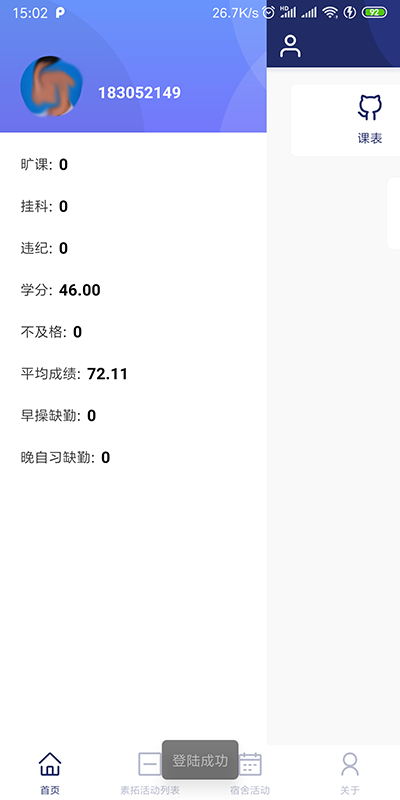 15:02
26.7K/s HD 92
183052149
课表
旷课: 0
挂科: 0
违纪: 0
学分: 46.00
不及格: 0
平均成绩: 72.11
早操缺勤: 0
晚自习缺勤: 0
登陆成功
首页
素拓活动列表
宿舍活动
关于